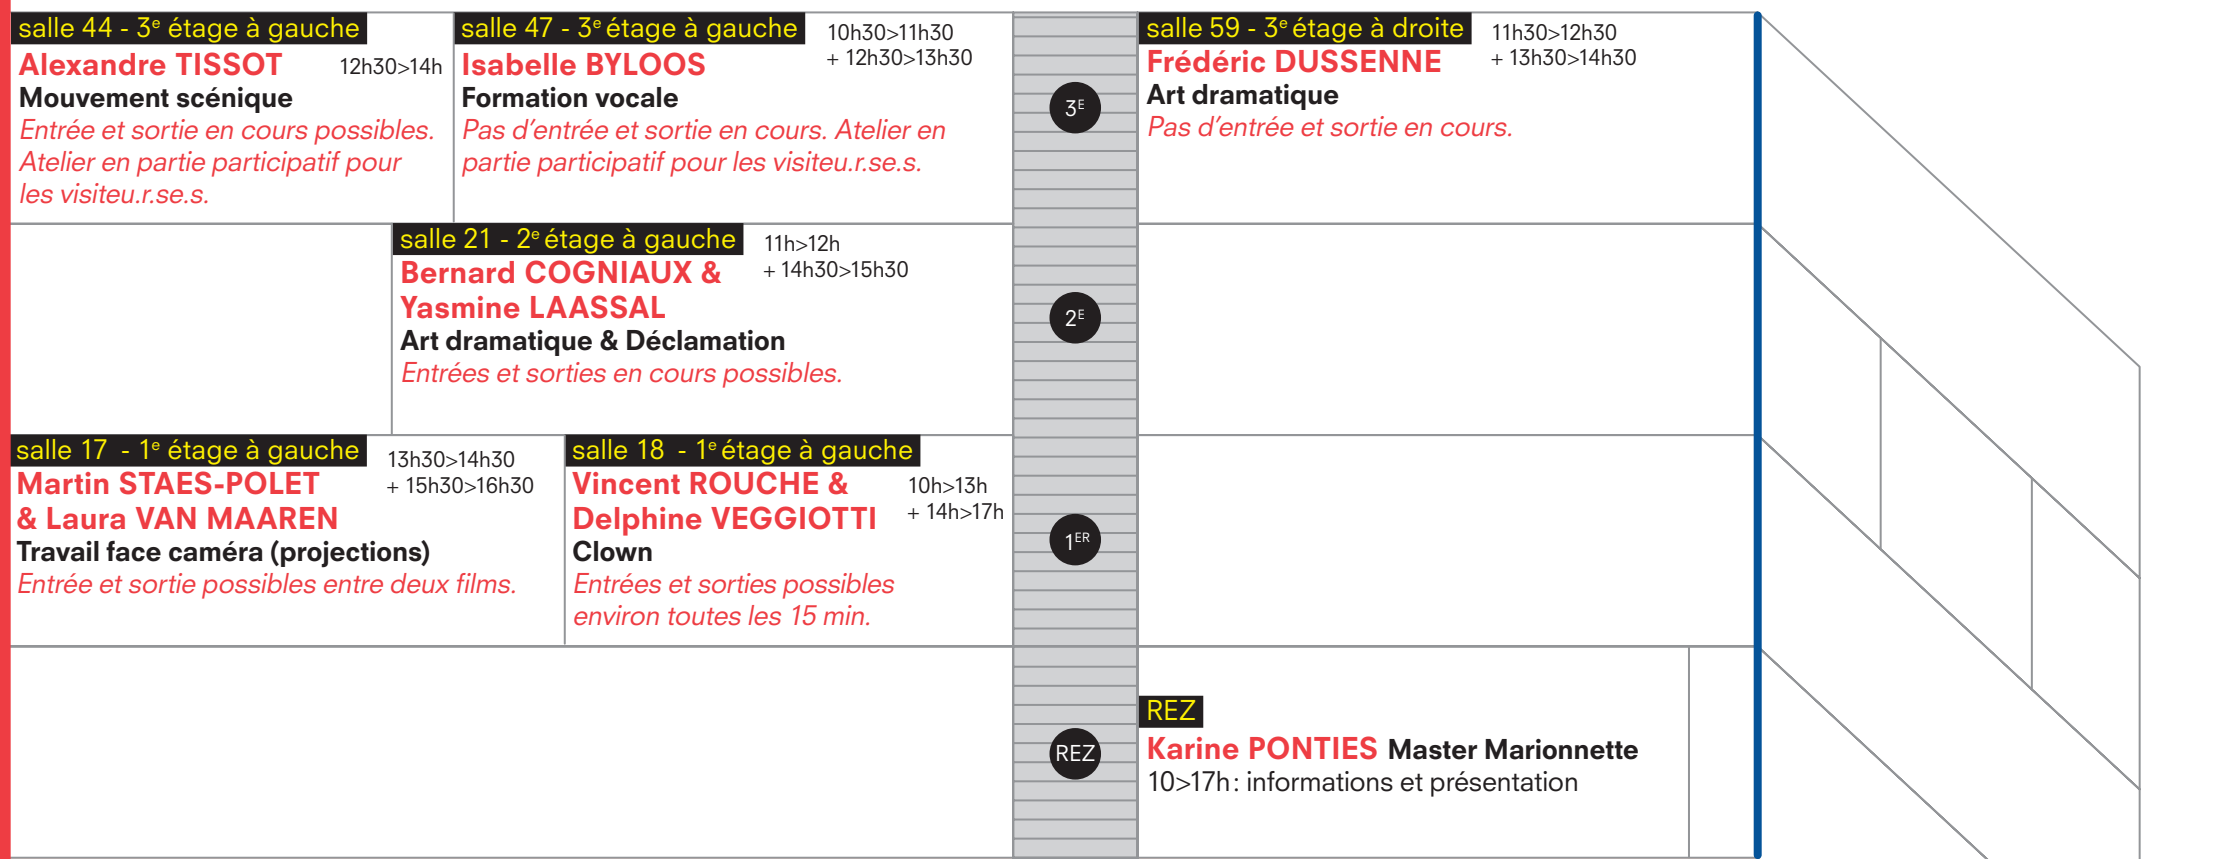 salle 44 - 3e étage à gauche
Alexandre TISSOT 12h30>14h
Mouvement scénique
Entrée et sortie en cours possibles.
Atelier en partie participatif pour
les visiteu.r.se.s.
salle 47 - 3e étage à gauche
10h30>11h30
+ 12h30>13h30
Isabelle BYLOOS
Formation vocale
Pas d'entrée et sortie en cours. Atelier en
partie participatif pour les visiteu.r.se.s.
3E
salle 59 - 3e étage à droite
11h30>12h30
+ 13h30>14h30
Frédéric DUSSENNE
Art dramatique
Pas d'entrée et sortie en cours.
salle 21 - 2e étage à gauche
11h>12h
+ 14h30>15h30
Bernard COGNIAUX &
Yasmine LAASSAL
Art dramatique & Déclamation
Entrées et sorties en cours possibles.
2E
salle 17 - 1e étage à gauche
13h30>14h30
+ 15h30>16h30
Martin STAES-POLET
& Laura VAN MAAREN
Travail face caméra (projections)
Entrée et sortie possibles entre deux films.
salle 18 - 1e étage à gauche
Vincent ROUCHE &
Delphine VEGGIOTTI
10h>13h
+ 14h>17h
Clown
Entrées et sorties possibles
environ toutes les 15 min.
1ER
REZ
REZ
Karine PONTIES Master Marionnette
10>17h : informations et présentation